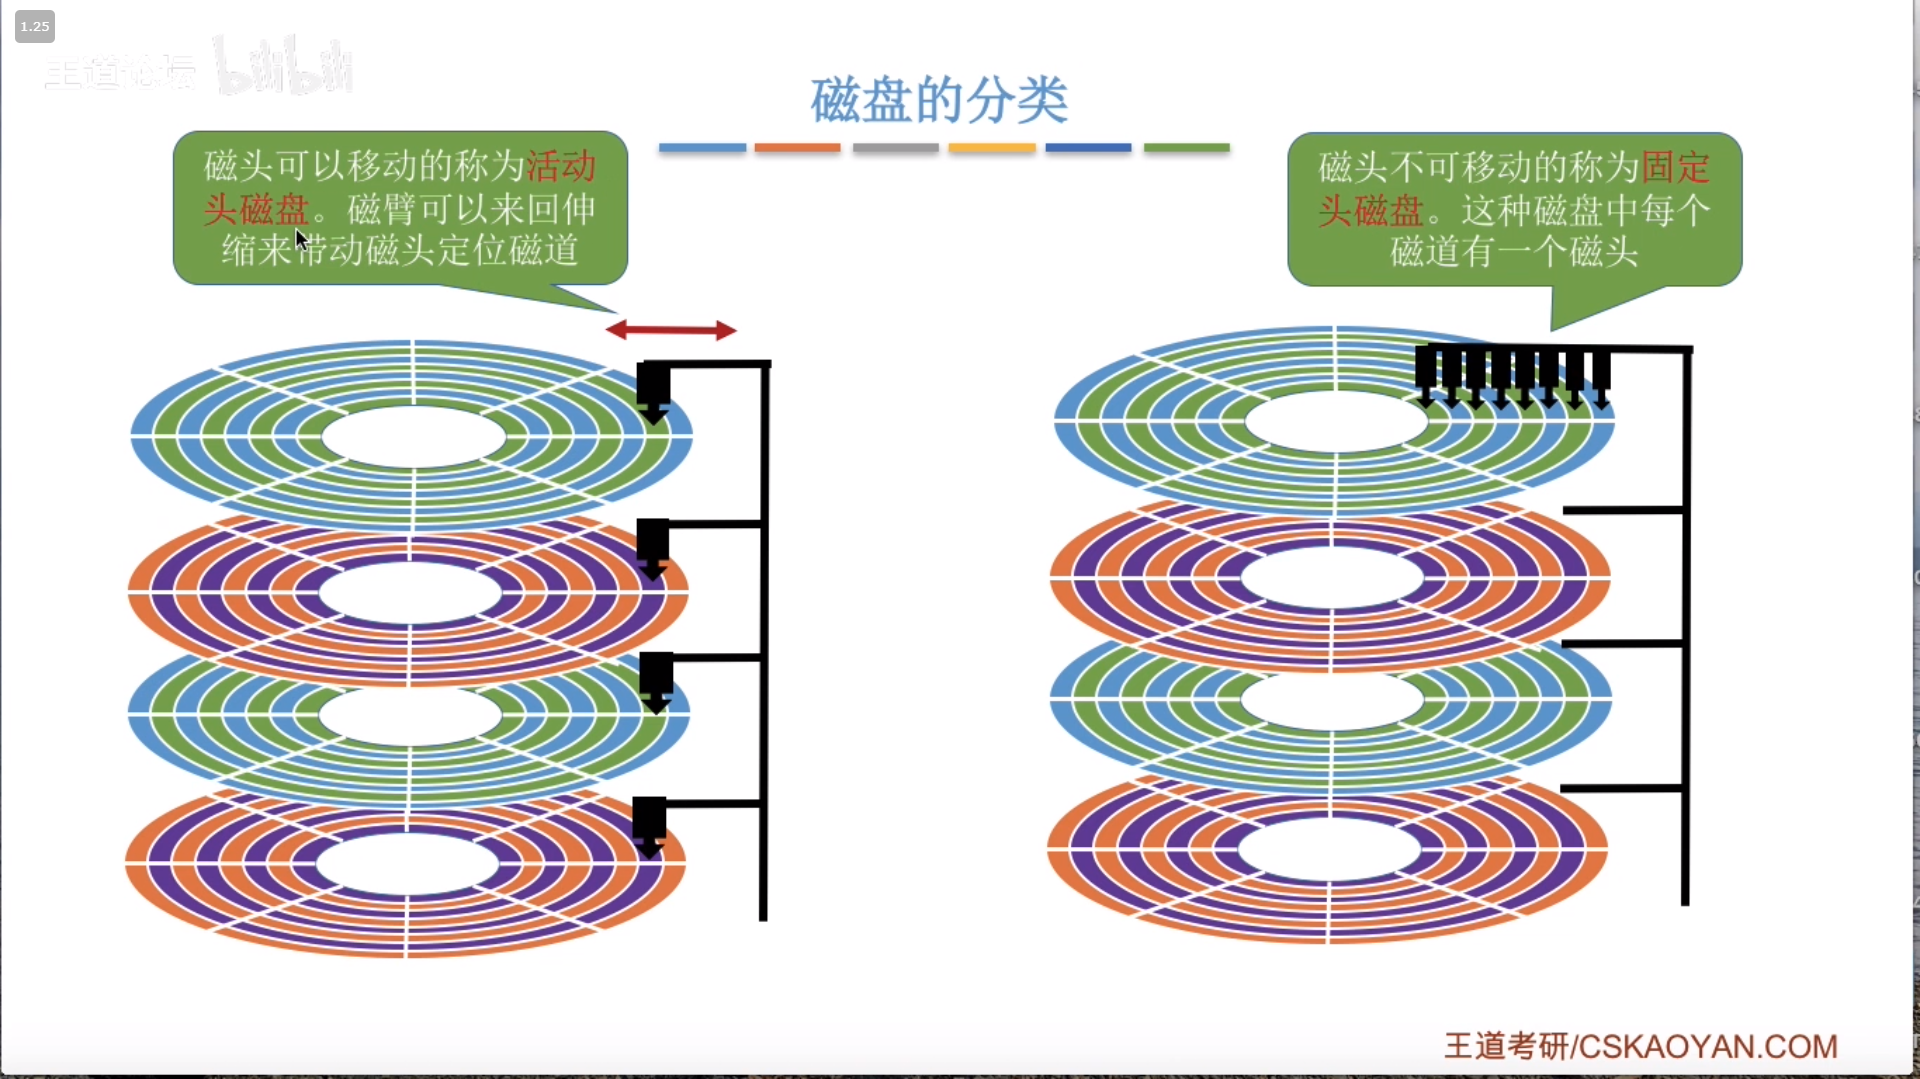 1.25
王道论坛 bilibili
磁盘的分类
磁头可以移动的称为活动
头磁盘。磁臂可以来回伸
缩来带动磁头定位磁道
磁头不可移动的称为固定
头磁盘。这种磁盘中每个
磁道有一个磁头
王道考研/CSKAOYAN.COM